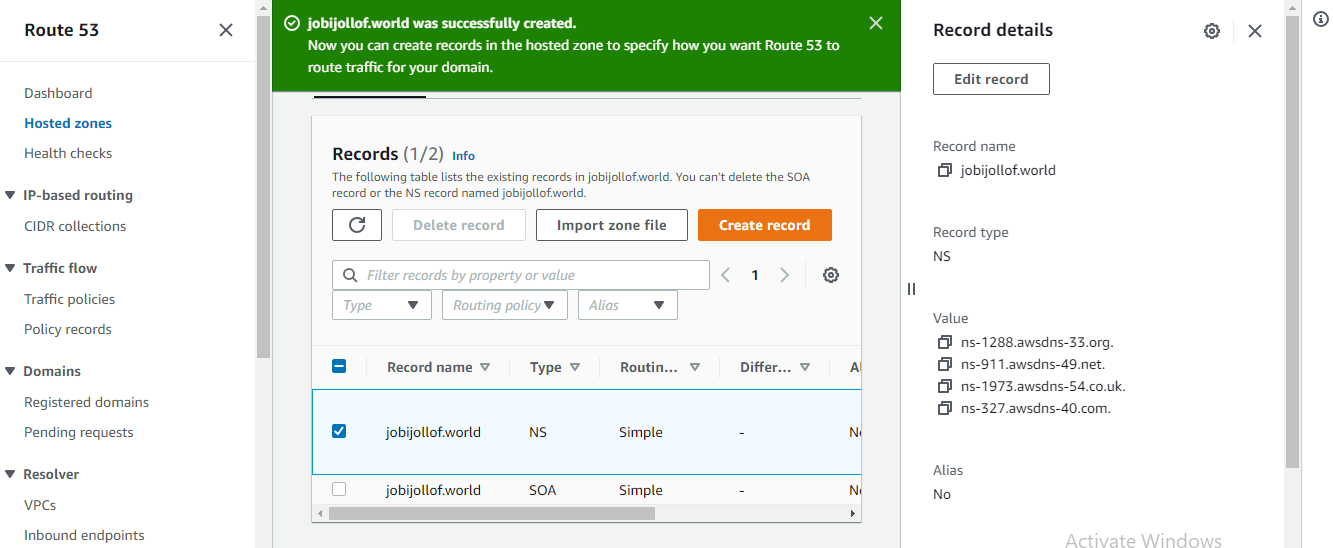 Route 53
Dashboard
Hosted zones
Health checks
IP-based routing
CIDR collections
Traffic flow
Traffic policies
Policy records
Domains
Registered domains
Pending requests
Resolver
VPCs
Inbound endpoints
jobijollof.world was successfully created.
Now you can create records in the hosted zone to specify how you want Route 53 to
route traffic for your domain.
Records (1/2) Info
The following table lists the existing records in jobijollof.world. You can't delete the SOA
record or the NS record named jobijollof.world.
Delete record Import zone file Create record
Filter records by property or value 1
Type Routing policy Alias
Record name Type Routin... Differ... Al
jobijollof.world NS Simple - No
jobijollof.world SOA Simple - No
Record details
Edit record
Record name
jobijollof.world
Record type
NS
Value
ns-1288.awsdns-33.org.
ns-911.awsdns-49.net.
ns-1973.awsdns-54.co.uk.
ns-327.awsdns-40.com.
Alias
No
Activate Windows